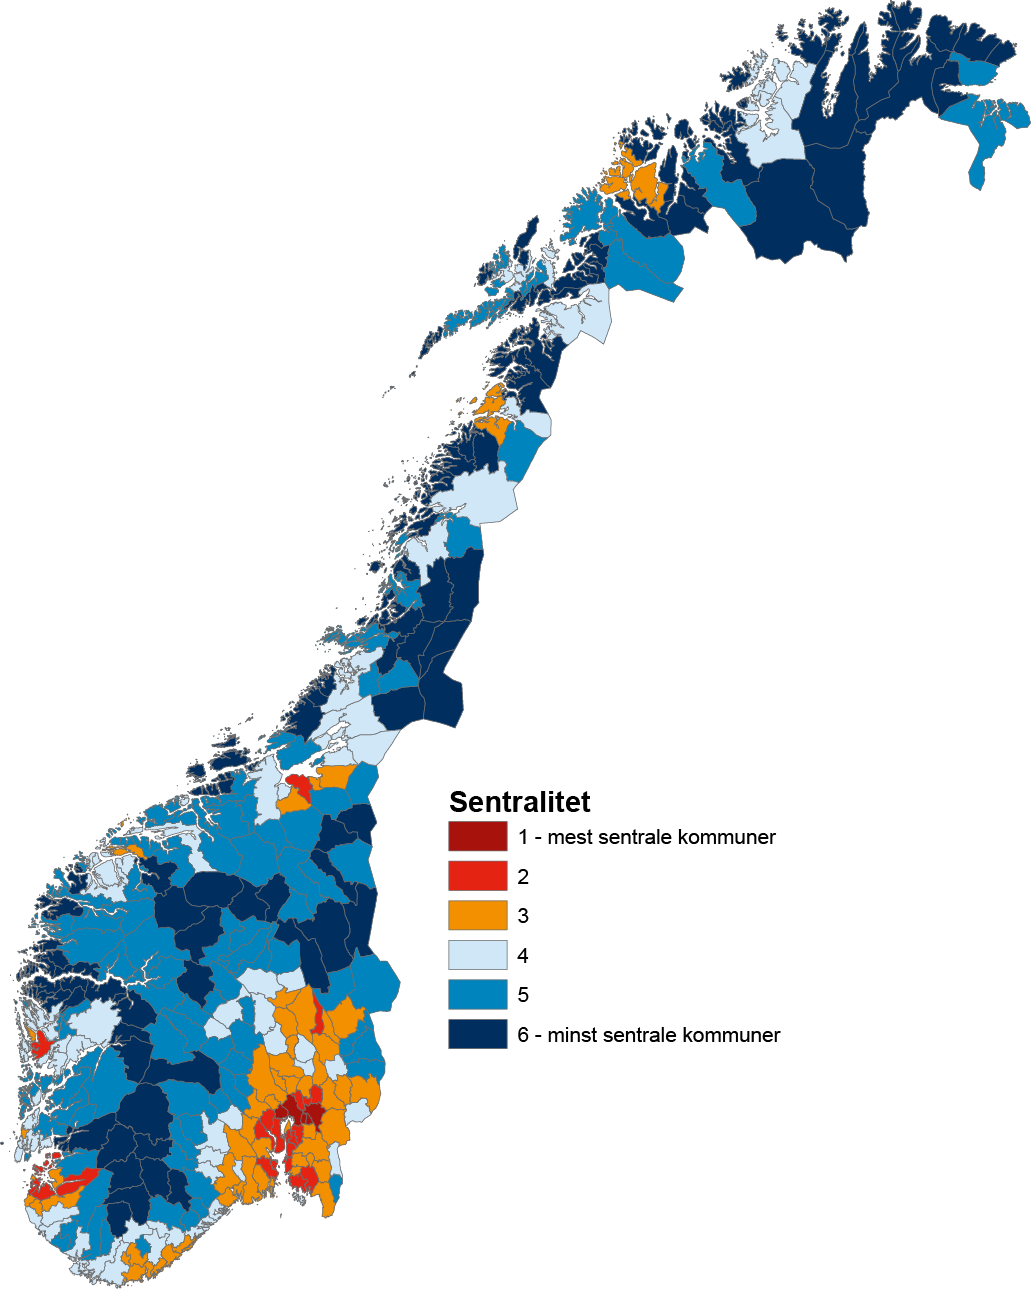 Sentralitet
1 - mest sentrale kommuner
2
3
4
5
6 - minst sentrale kommuner